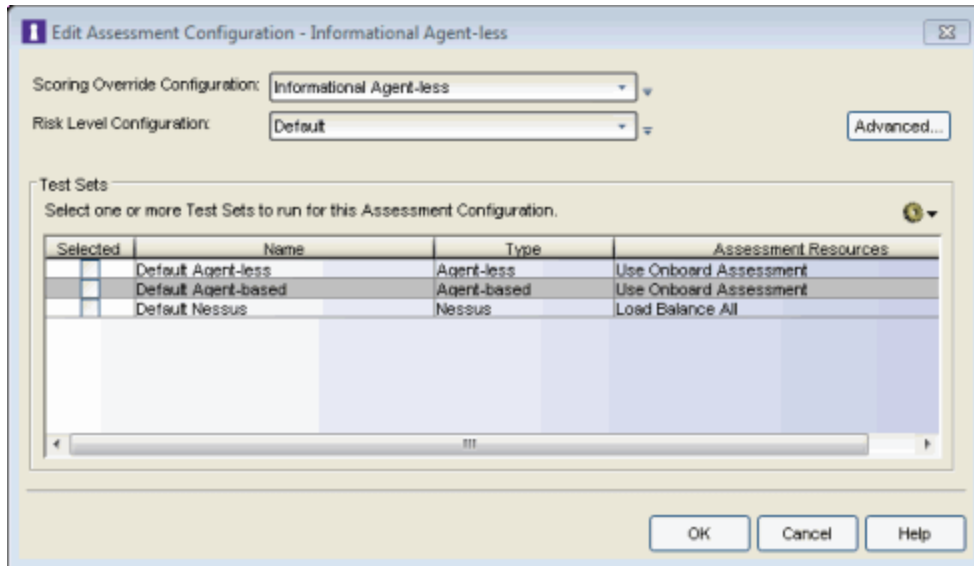 Edit Assessment Configuration - Informational Agent-less
Scoring Override Configuration: Informational Agent-less
Risk Level Configuration: Default Advanced...
Test Sets
Select one or more Test Sets to run for this Assessment Configuration.
Selected Name Type Assessment Resources
Default Agent-less Agent-less Use Onboard Assessment
Default Agent-based Agent-based Use Onboard Assessment
Default Nessus Nessus Load Balance All
OK Cancel Help